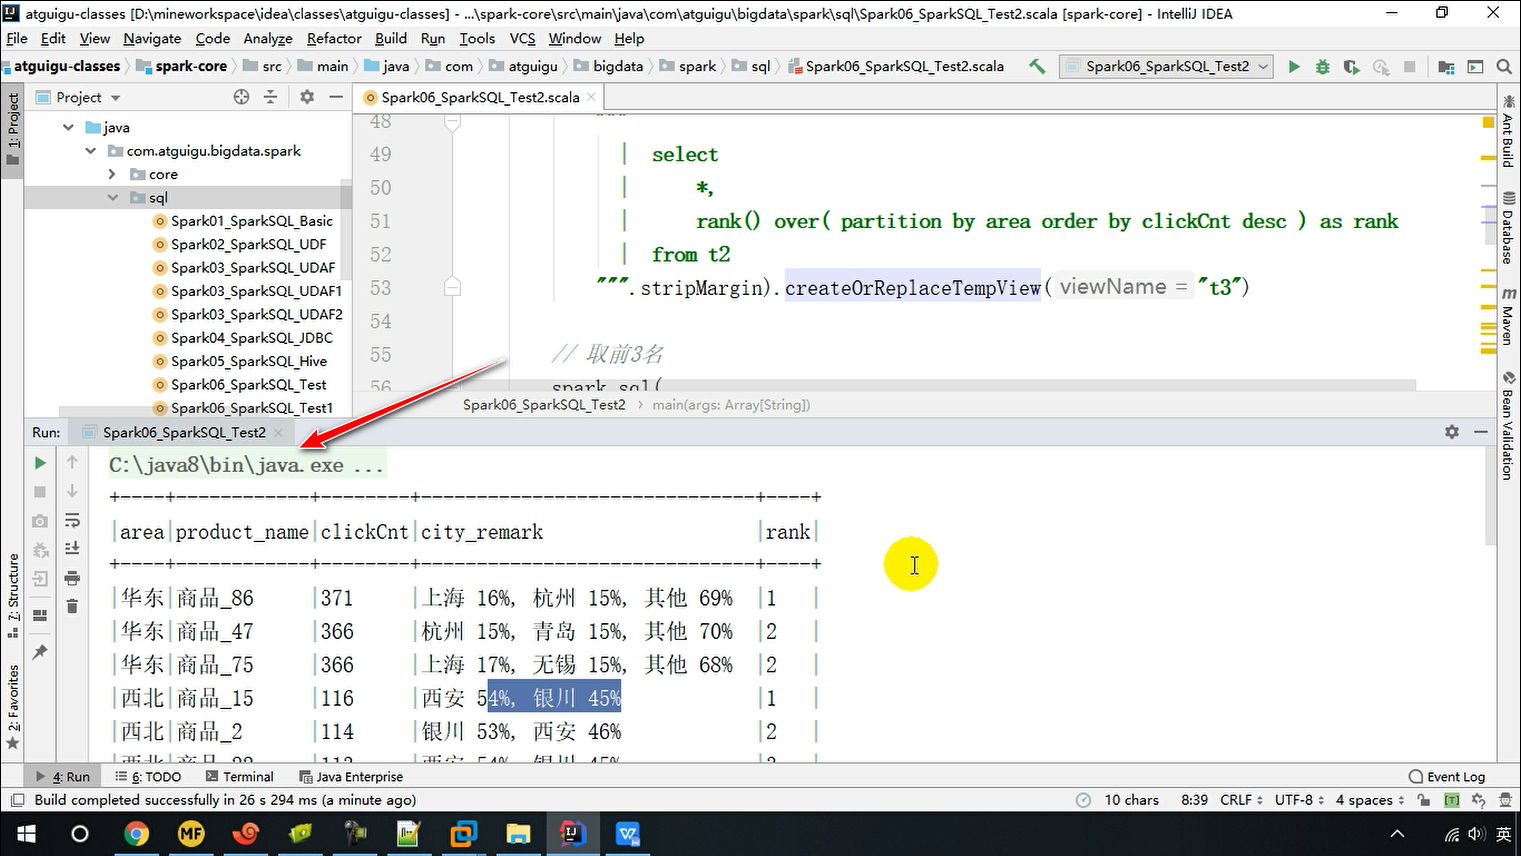 atguigu-classes [D:\mineworkspace\idea\classes\atguigu-classes] - ...\spark-core\src\main\java\com\atguigu\bigdata\spark\sql\Spark06_SparkSQL_Test2.scala [spark-core] - IntelliJ IDEA
File Edit View Navigate Code Analyze Refactor Build Run Tools VCS Window Help
atguigu-classes spark-core src main java com atguigu bigdata spark sql Spark06_SparkSQL_Test2.scala Spark06_SparkSQL_Test2
Project Spark06_SparkSQL_Test2.scala
1: Project
java
com.atguigu.bigdata.spark
core
sql
Spark01_SparkSQL_Basic
Spark02_SparkSQL_UDF
Spark03_SparkSQL_UDAF
Spark03_SparkSQL_UDAF1
Spark03_SparkSQL_UDAF2
Spark04_SparkSQL_JDBC
Spark05_SparkSQL_Hive
Spark06_SparkSQL_Test
Spark06_SparkSQL_Test1
48 """
49 | select
50 | *,
51 | rank() over( partition by area order by clickCnt desc ) as rank
52 | from t2
53 """.stripMargin).createOrReplaceTempView(viewName = "t3")
54
55 // 取前3名
56 spark.sql(
Spark06_SparkSQL_Test2 › main(args: Array[String])
Ant Build
Database
Maven
Bean Validation
Run: Spark06_SparkSQL_Test2
C:\java8\bin\java.exe ...
+----+------------+--------+------------------------------+----+
|area|product_name|clickCnt|city_remark |rank|
+----+------------+--------+------------------------------+----+
|华东|商品_86 |371 |上海 16%, 杭州 15%, 其他 69% |1 |
|华东|商品_47 |366 |杭州 15%, 青岛 15%, 其他 70% |2 |
|华东|商品_75 |366 |上海 17%, 无锡 15%, 其他 68% |2 |
|西北|商品_15 |116 |西安 54%, 银川 45% |1 |
|西北|商品_2 |114 |银川 53%, 西安 46% |2 |
7: Structure
2: Favorites
4: Run 6: TODO Terminal Java Enterprise Event Log
Build completed successfully in 26 s 294 ms (a minute ago) 10 chars 8:39 CRLF UTF-8 4 spaces [T]
MF
英